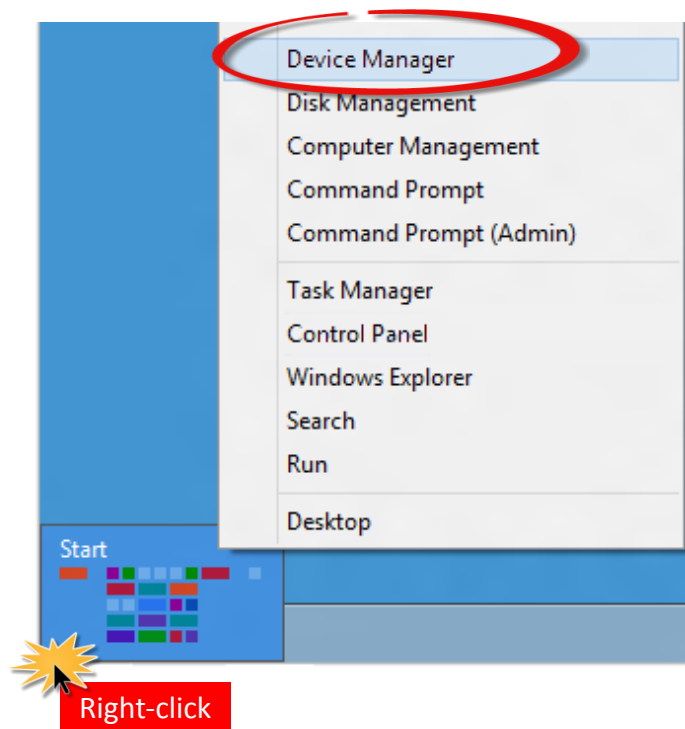 Device Manager
Disk Management
Computer Management
Command Prompt
Command Prompt (Admin)
Task Manager
Control Panel
Windows Explorer
Search
Run
Desktop
Start
Right-click